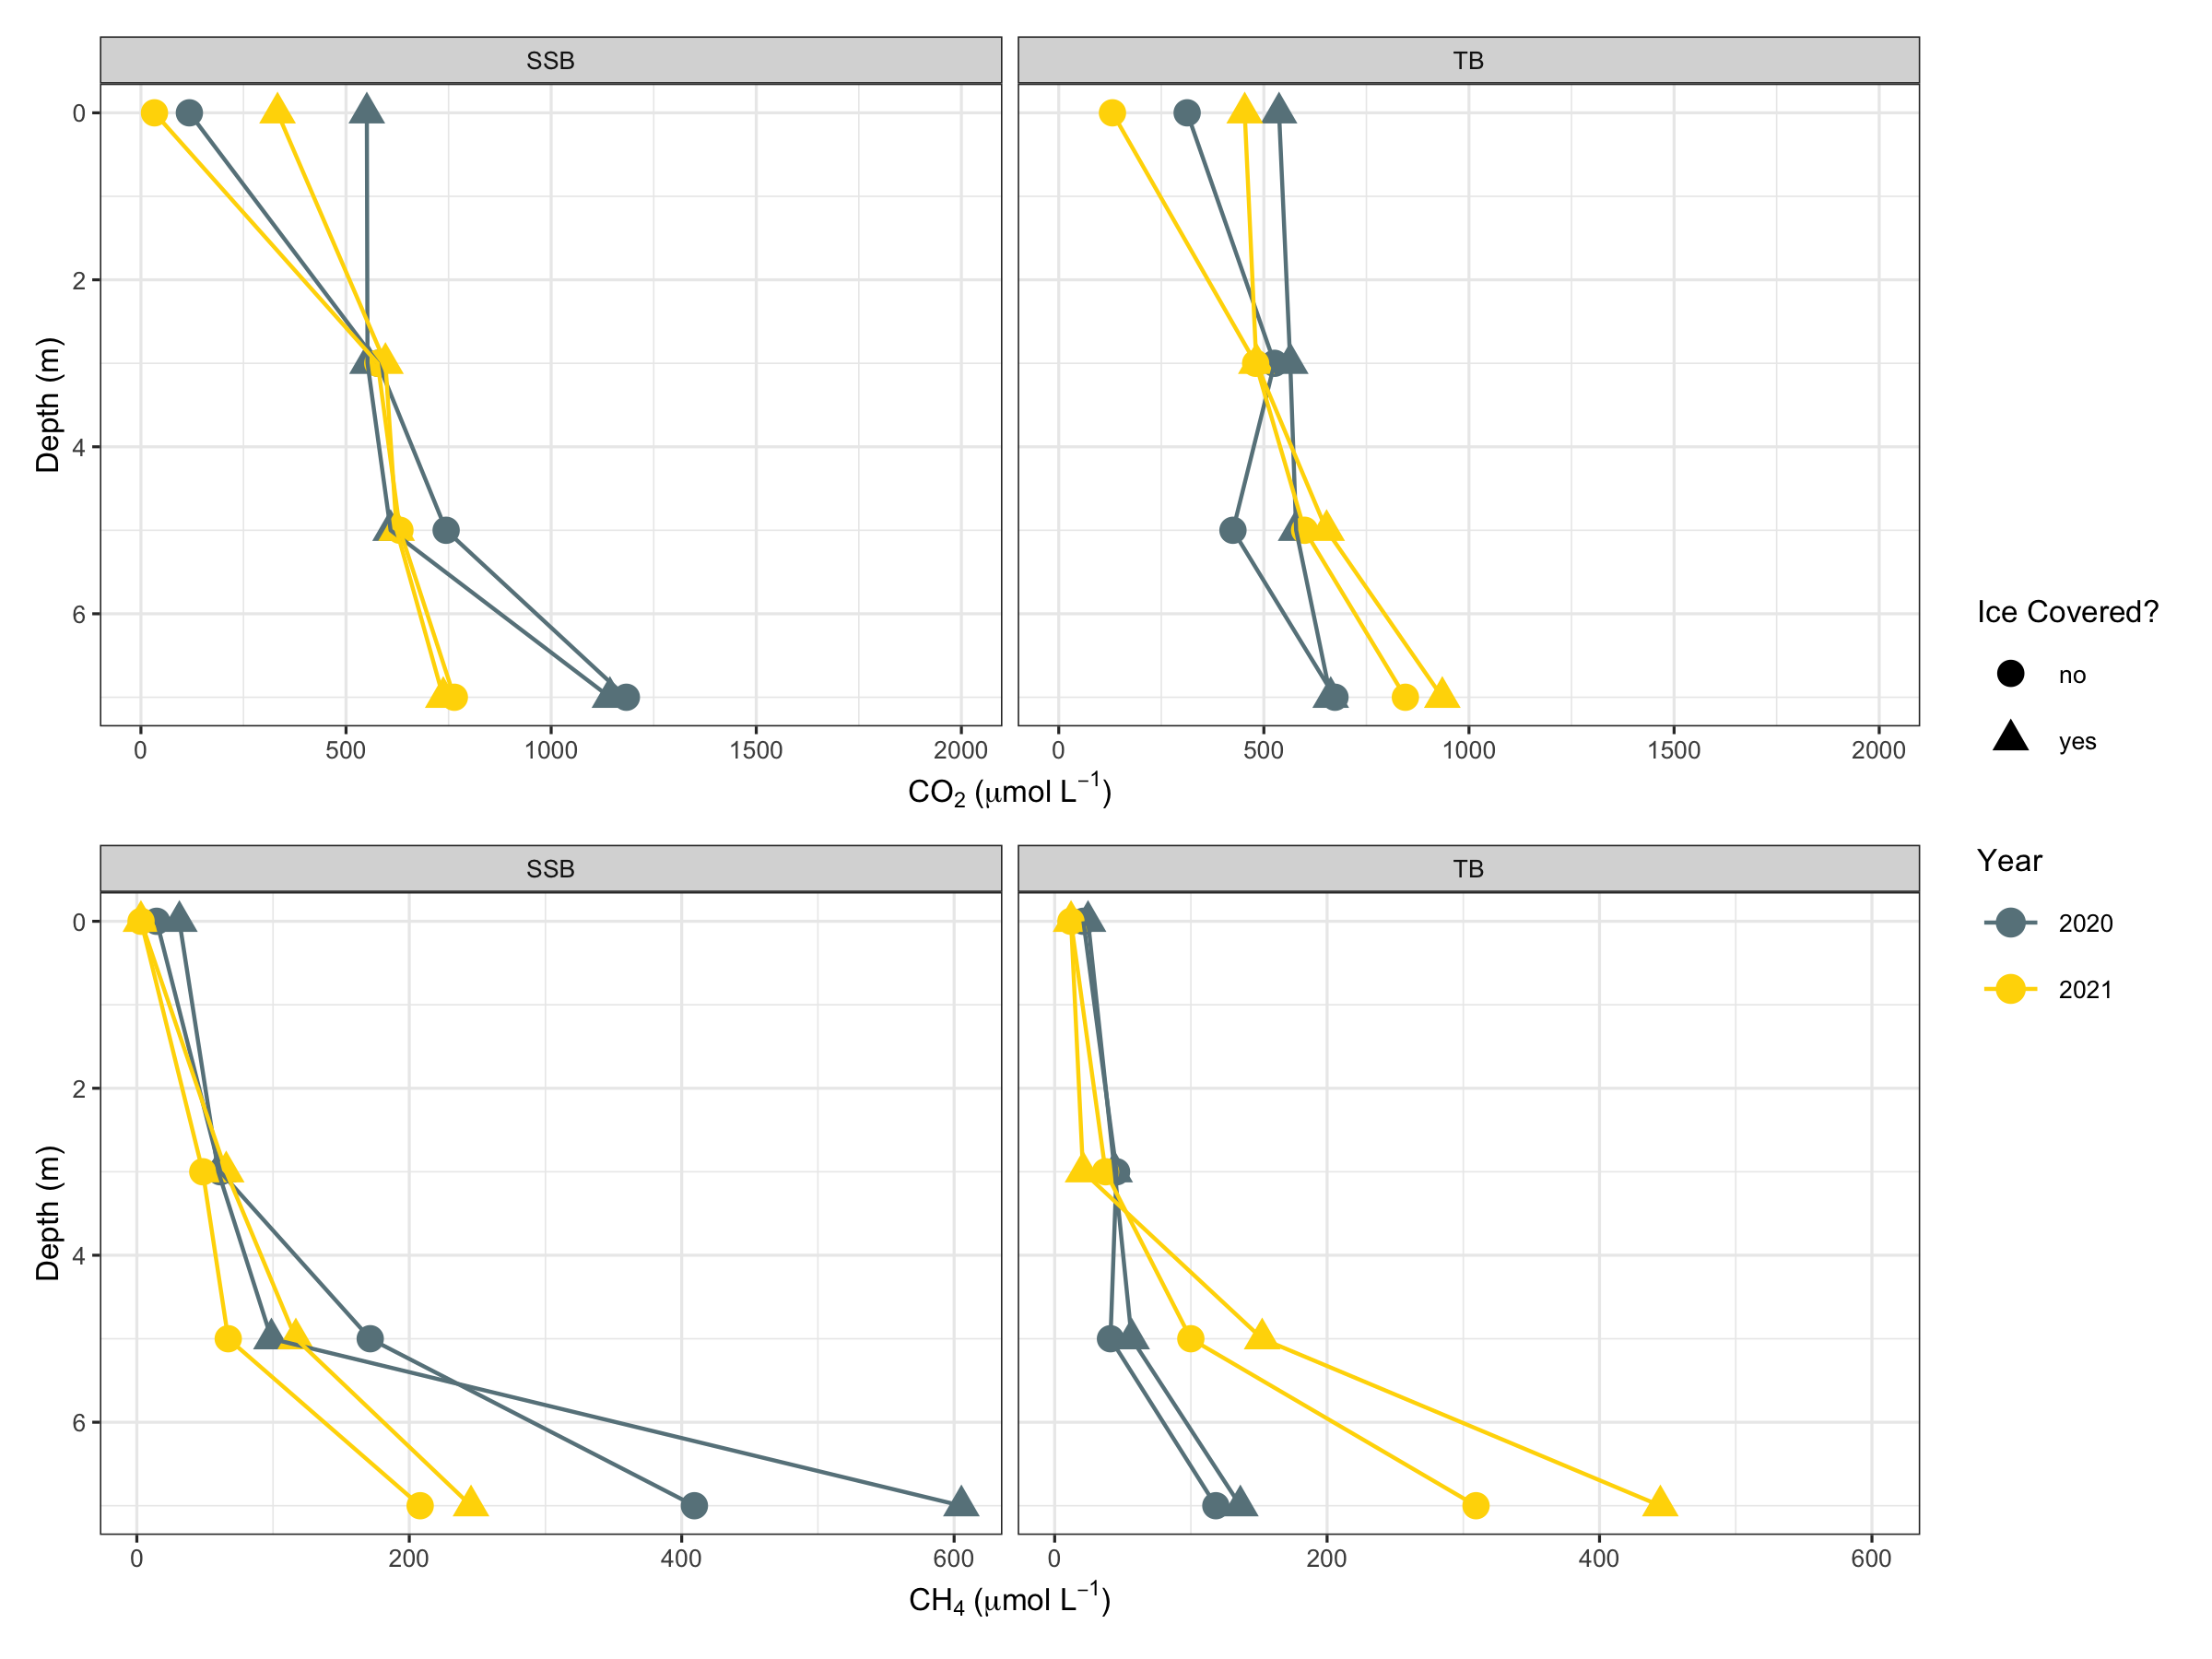 SSB TB
Depth (m)
0
2
4
6
0 500 1000 1500 2000 0 500 1000 1500 2000
CO₂ (μmol L⁻¹)
SSB TB
Depth (m)
0
2
4
6
0 200 400 600 0 200 400 600
CH₄ (μmol L⁻¹)
Ice Covered?
no
yes
Year
2020
2021